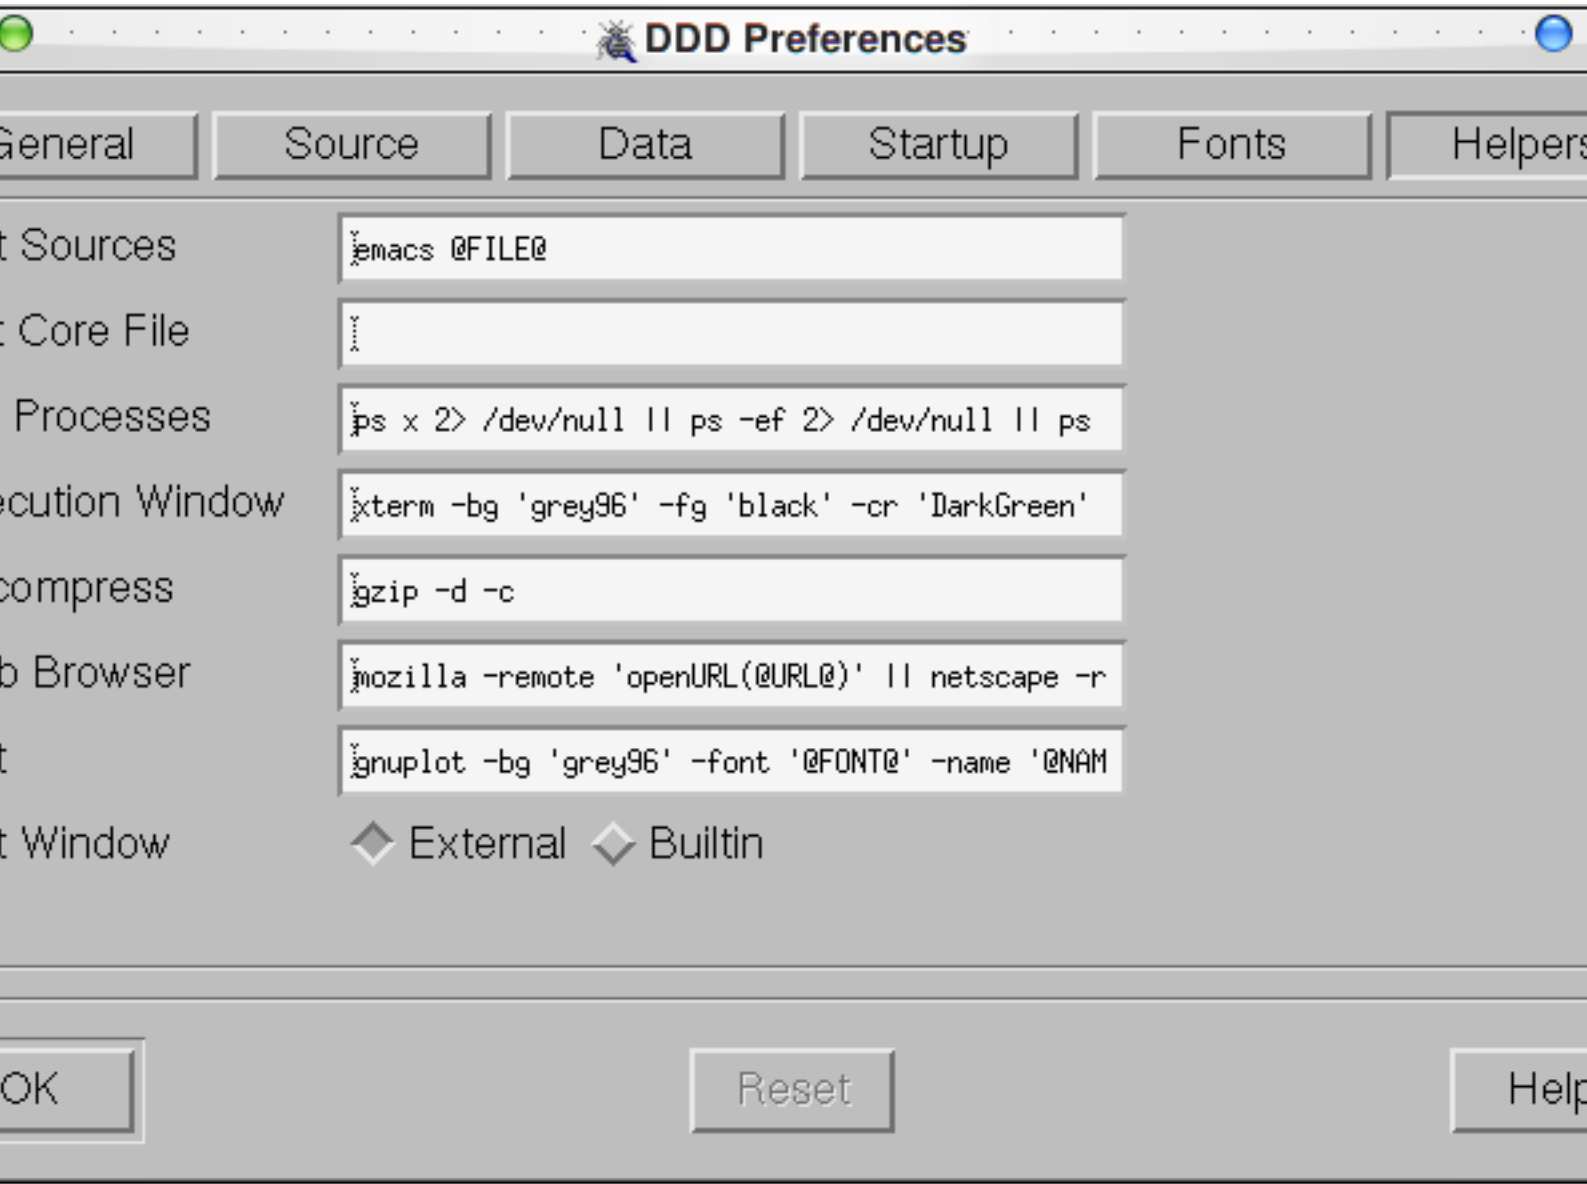 DDD Preferences
General Source Data Startup Fonts Helpers
t Sources emacs @FILE@
t Core File
Processes ps x 2> /dev/null || ps -ef 2> /dev/null || ps
ecution Window xterm -bg 'grey96' -fg 'black' -cr 'DarkGreen'
compress gzip -d -c
b Browser mozilla -remote 'openURL(@URL@)' || netscape -r
t gnuplot -bg 'grey96' -font '@FONT@' -name '@NAM
t Window External Builtin
OK Reset Help